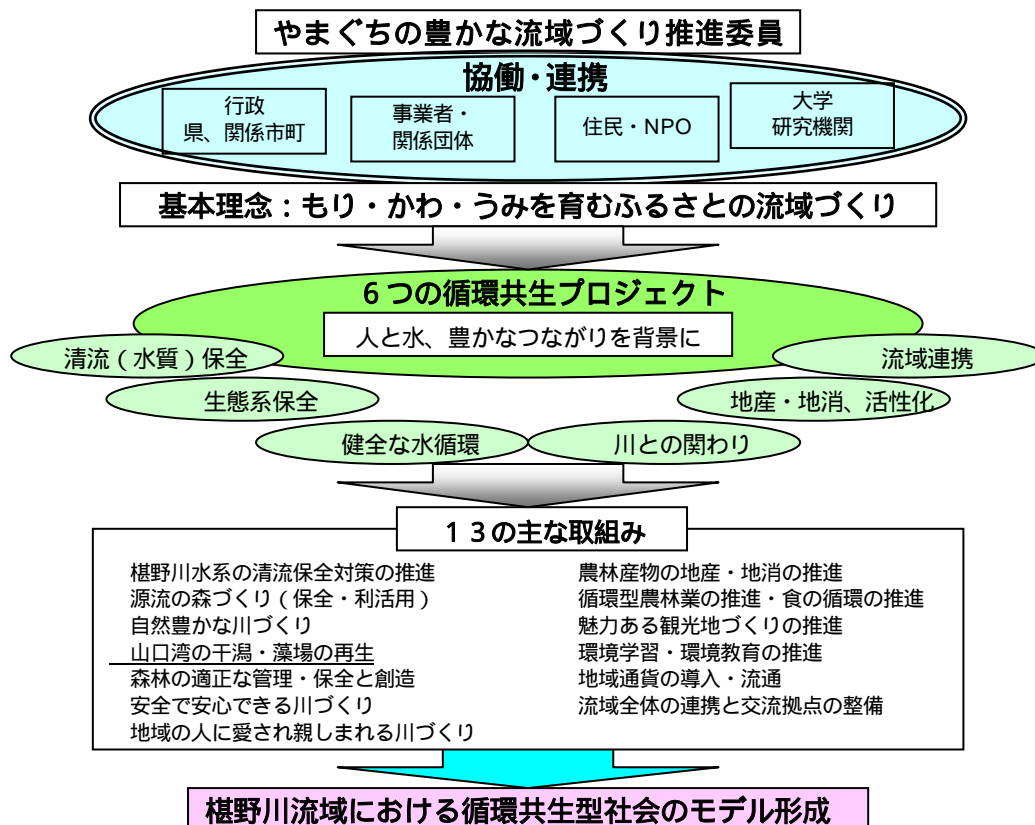 やまぐちの豊かな流域づくり推進委員
協働・連携
行政
県、関係市町
事業者・
関係団体
住民・NPO
大学
研究機関
基本理念：もり・かわ・うみを育むふるさとの流域づくり
６つの循環共生プロジェクト
人と水、豊かなつながりを背景に
清流（水質）保全
流域連携
生態系保全
地産・地消、活性化
健全な水循環
川との関わり
１３の主な取組み
椹野川水系の清流保全対策の推進
源流の森づくり（保全・利活用）
自然豊かな川づくり
山口湾の干潟・藻場の再生
森林の適正な管理・保全と創造
安全で安心できる川づくり
地域の人に愛され親しまれる川づくり
農林産物の地産・地消の推進
循環型農林業の推進・食の循環の推進
魅力ある観光地づくりの推進
環境学習・環境教育の推進
地域通貨の導入・流通
流域全体の連携と交流拠点の整備
椹野川流域における循環共生型社会のモデル形成